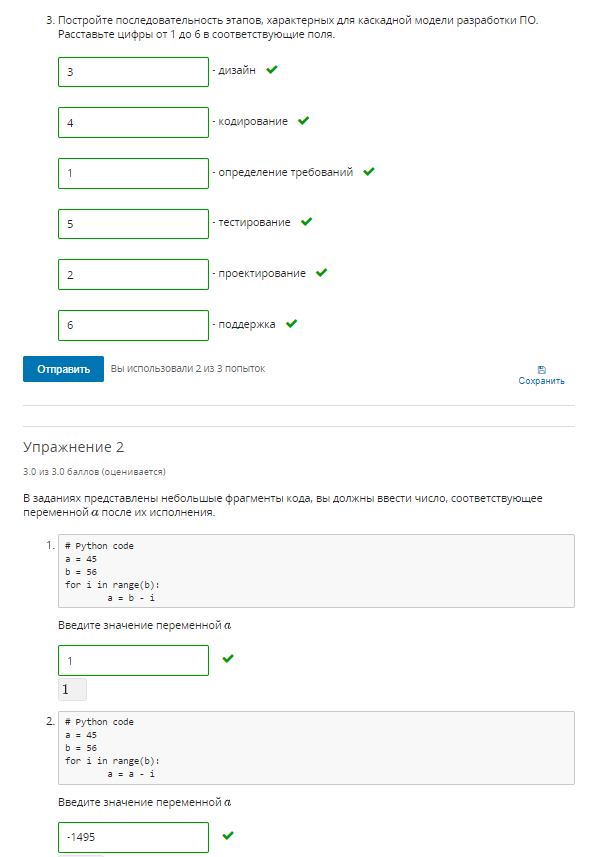 3. Постройте последовательность этапов, характерных для каскадной модели разработки ПО.
Расставьте цифры от 1 до 6 в соответствующие поля.
3 - дизайн
4 - кодирование
1 - определение требований
5 - тестирование
2 - проектирование
6 - поддержка
Отправить Вы использовали 2 из 3 попыток
Сохранить
Упражнение 2
3.0 из 3.0 баллов (оценивается)
В заданиях представлены небольшые фрагменты кода, вы должны ввести число, соответствующее
переменной a после их исполнения.
1. # Python code
a = 45
b = 56
for i in range(b):
a = b - i
Введите значение переменной a
1
1
2. # Python code
a = 45
b = 56
for i in range(b):
a = a - i
Введите значение переменной a
-1495